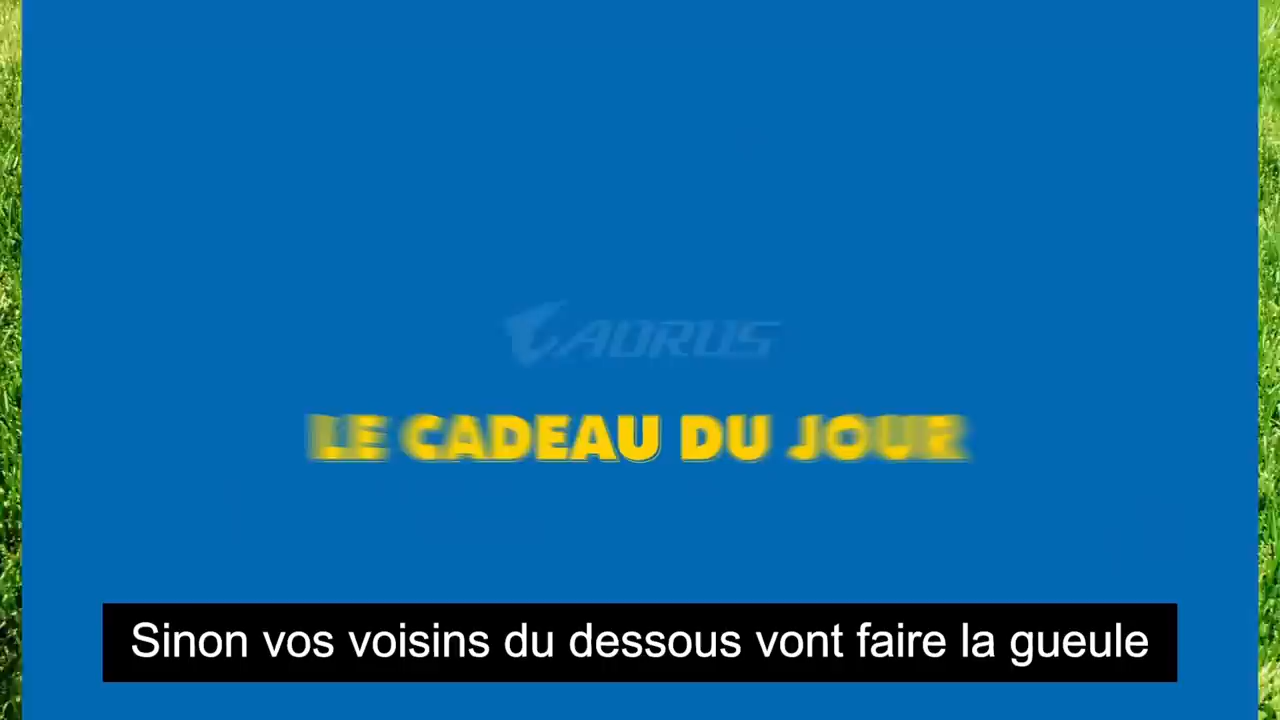 AORUS
LE CADEAU DU JOUR
Sinon vos voisins du dessous vont faire la gueule